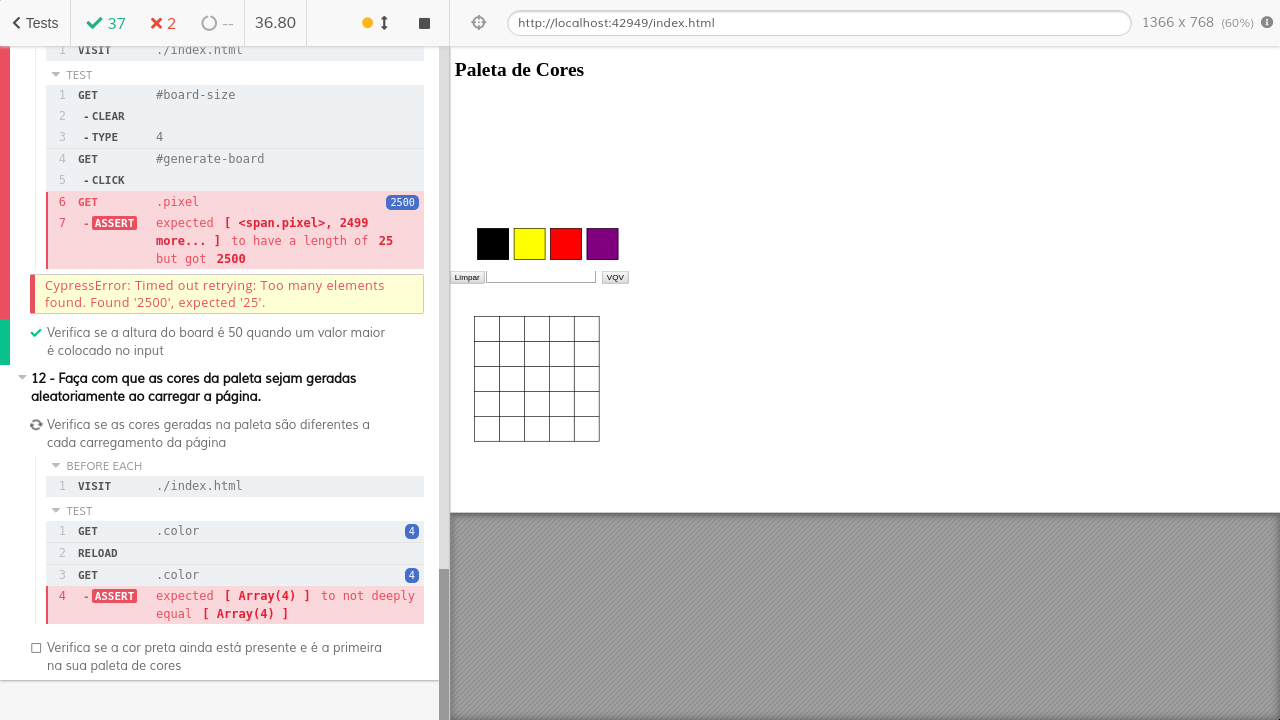 Tests 37 2 -- 36.80
http://localhost:42949/index.html 1366 x 768 (60%)
1 VISIT ./index.html
TEST
1 GET #board-size
2 - CLEAR
3 - TYPE 4
4 GET #generate-board
5 - CLICK
6 GET .pixel 2500
7 - ASSERT expected [ <span.pixel>, 2499
more... ] to have a length of 25
but got 2500
CypressError: Timed out retrying: Too many elements
found. Found '2500', expected '25'.
Verifica se a altura do board é 50 quando um valor maior
é colocado no input
12 - Faça com que as cores da paleta sejam geradas
aleatoriamente ao carregar a página.
Verifica se as cores geradas na paleta são diferentes a
cada carregamento da página
BEFORE EACH
1 VISIT ./index.html
TEST
1 GET .color 4
2 RELOAD
3 GET .color 4
4 - ASSERT expected [ Array(4) ] to not deeply
equal [ Array(4) ]
Verifica se a cor preta ainda está presente e é a primeira
na sua paleta de cores
Paleta de Cores
Limpar VQV